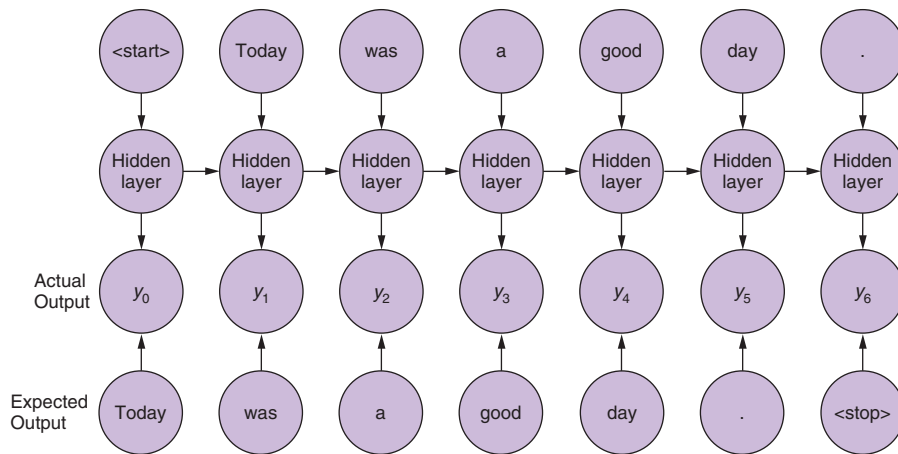 <start> Today was a good day .
Hidden layer Hidden layer Hidden layer Hidden layer Hidden layer Hidden layer Hidden layer
Actual Output y0 y1 y2 y3 y4 y5 y6
Expected Output Today was a good day . <stop>